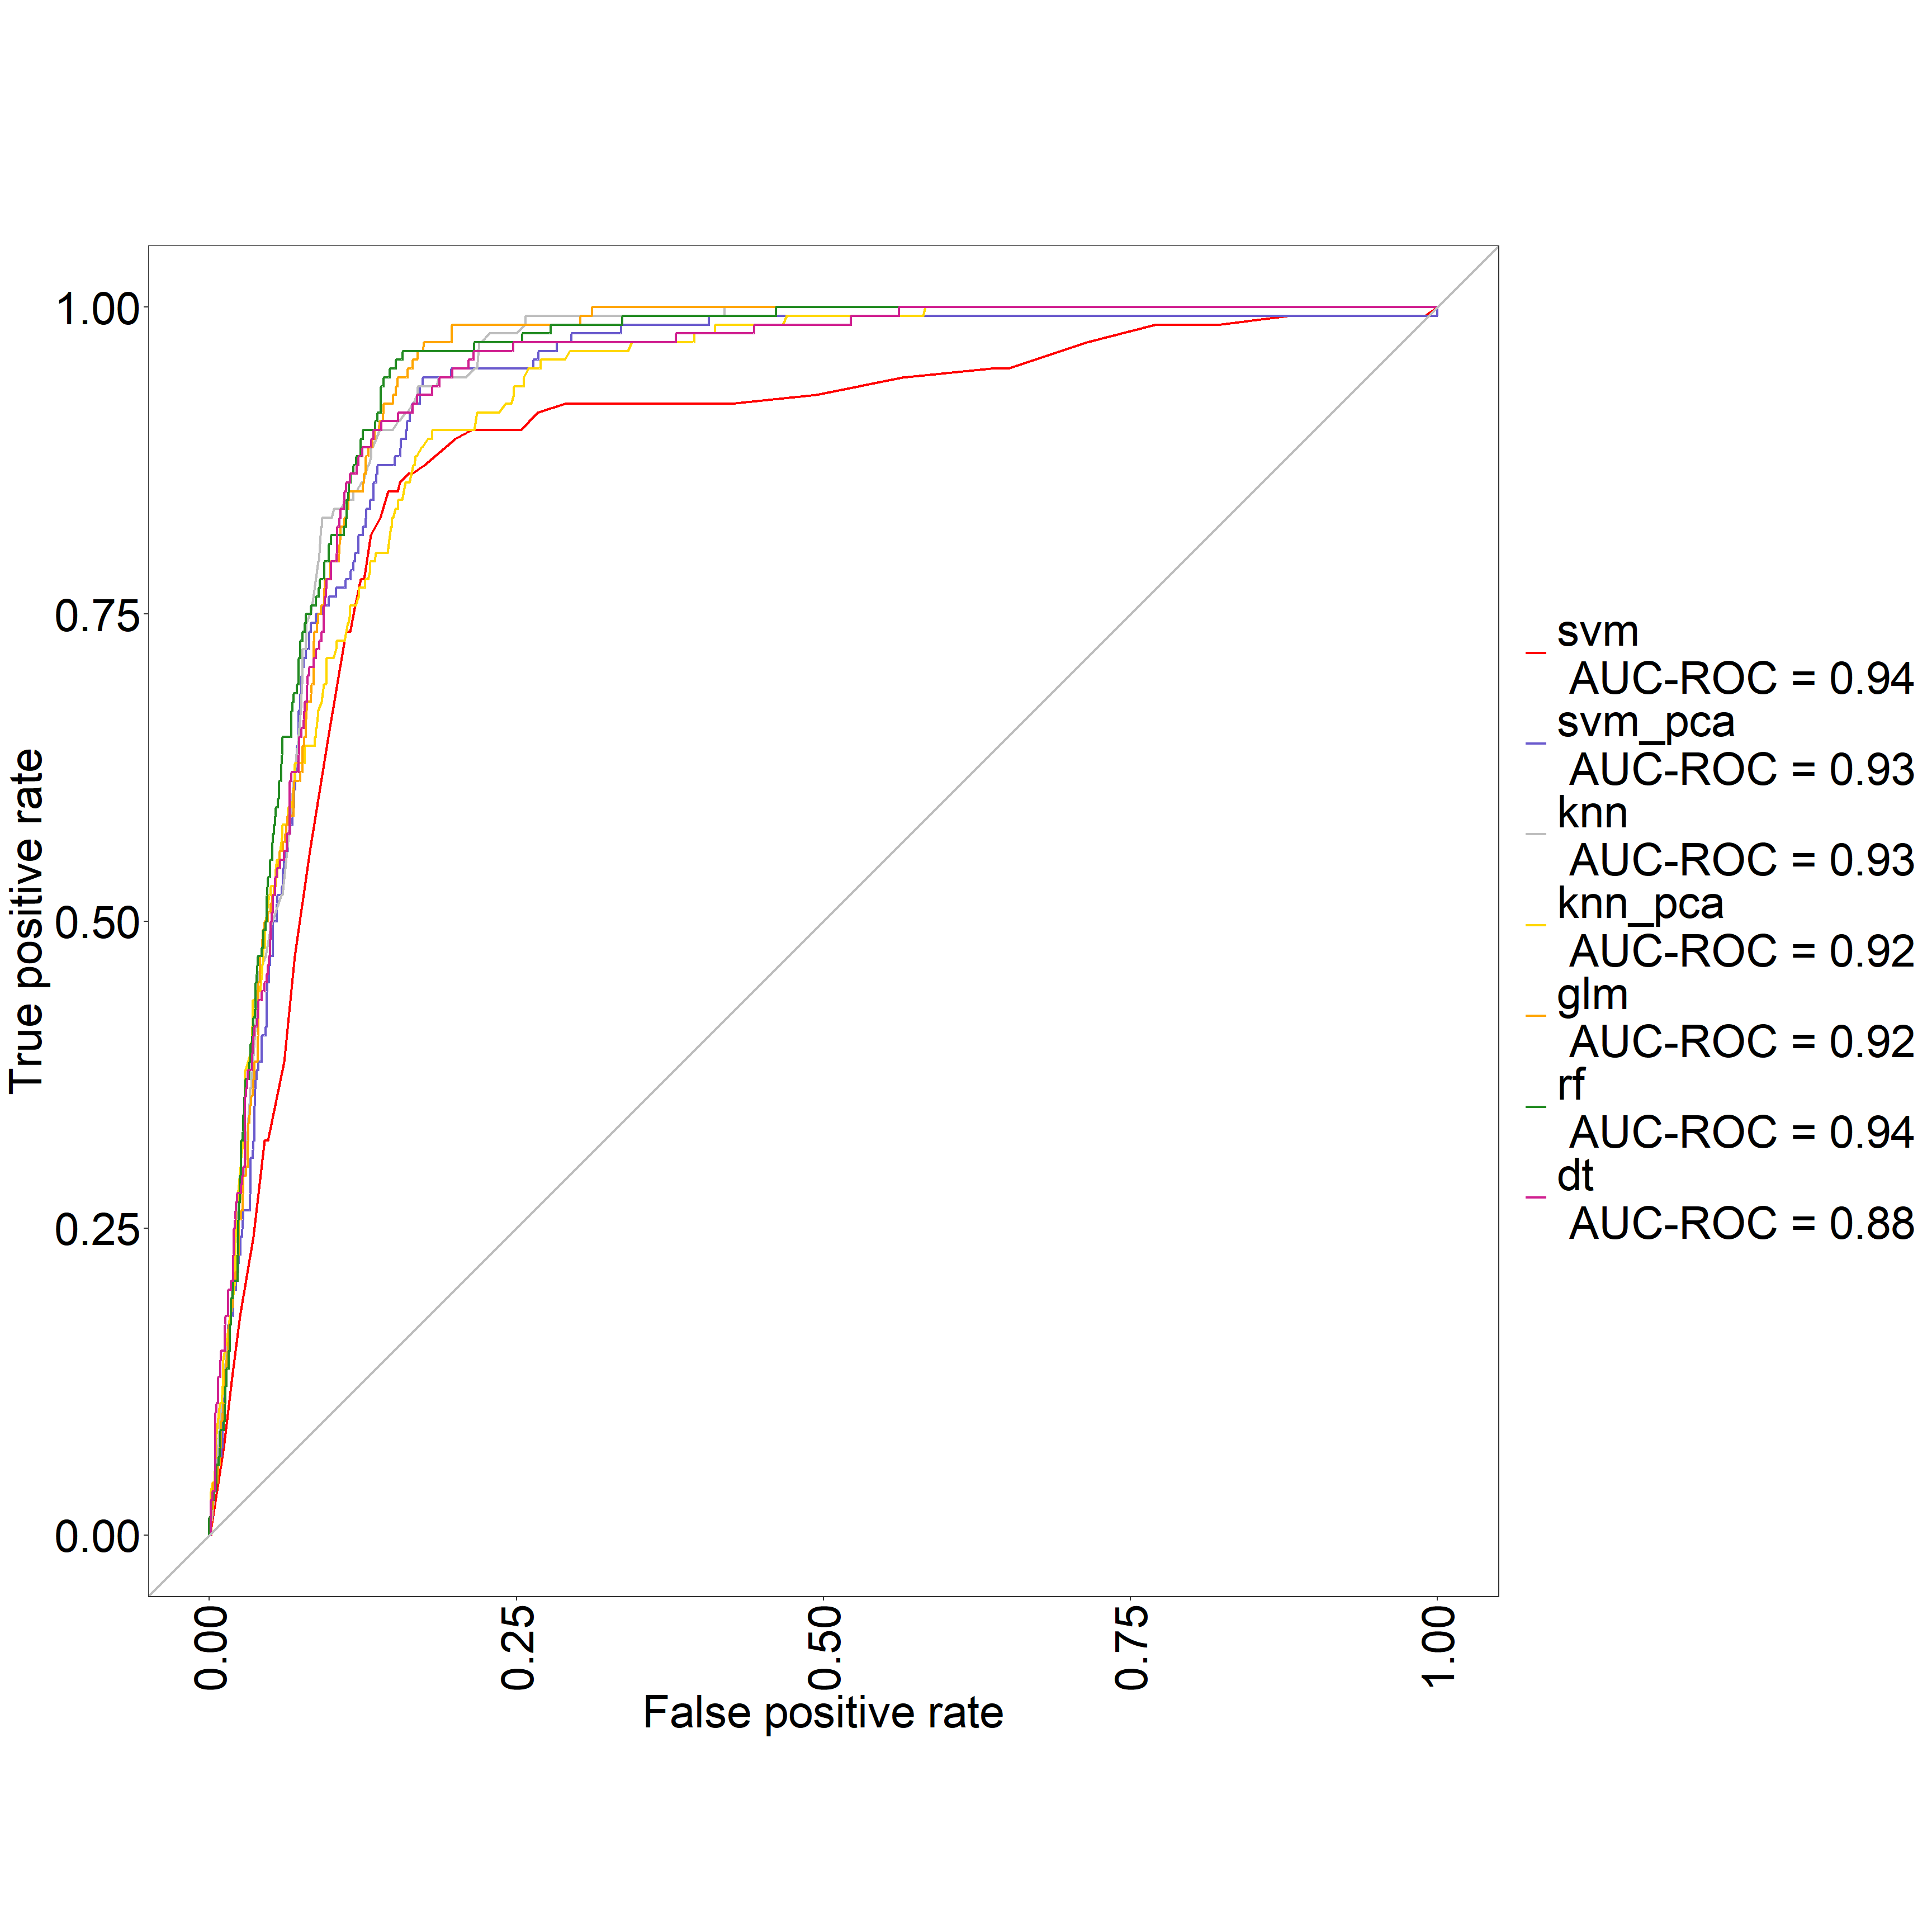 True positive rate
1.00
0.75
0.50
0.25
0.00
0.00
0.25
0.50
0.75
1.00
False positive rate
svm
AUC-ROC = 0.94
svm_pca
AUC-ROC = 0.93
knn
AUC-ROC = 0.93
knn_pca
AUC-ROC = 0.92
glm
AUC-ROC = 0.92
rf
AUC-ROC = 0.94
dt
AUC-ROC = 0.88